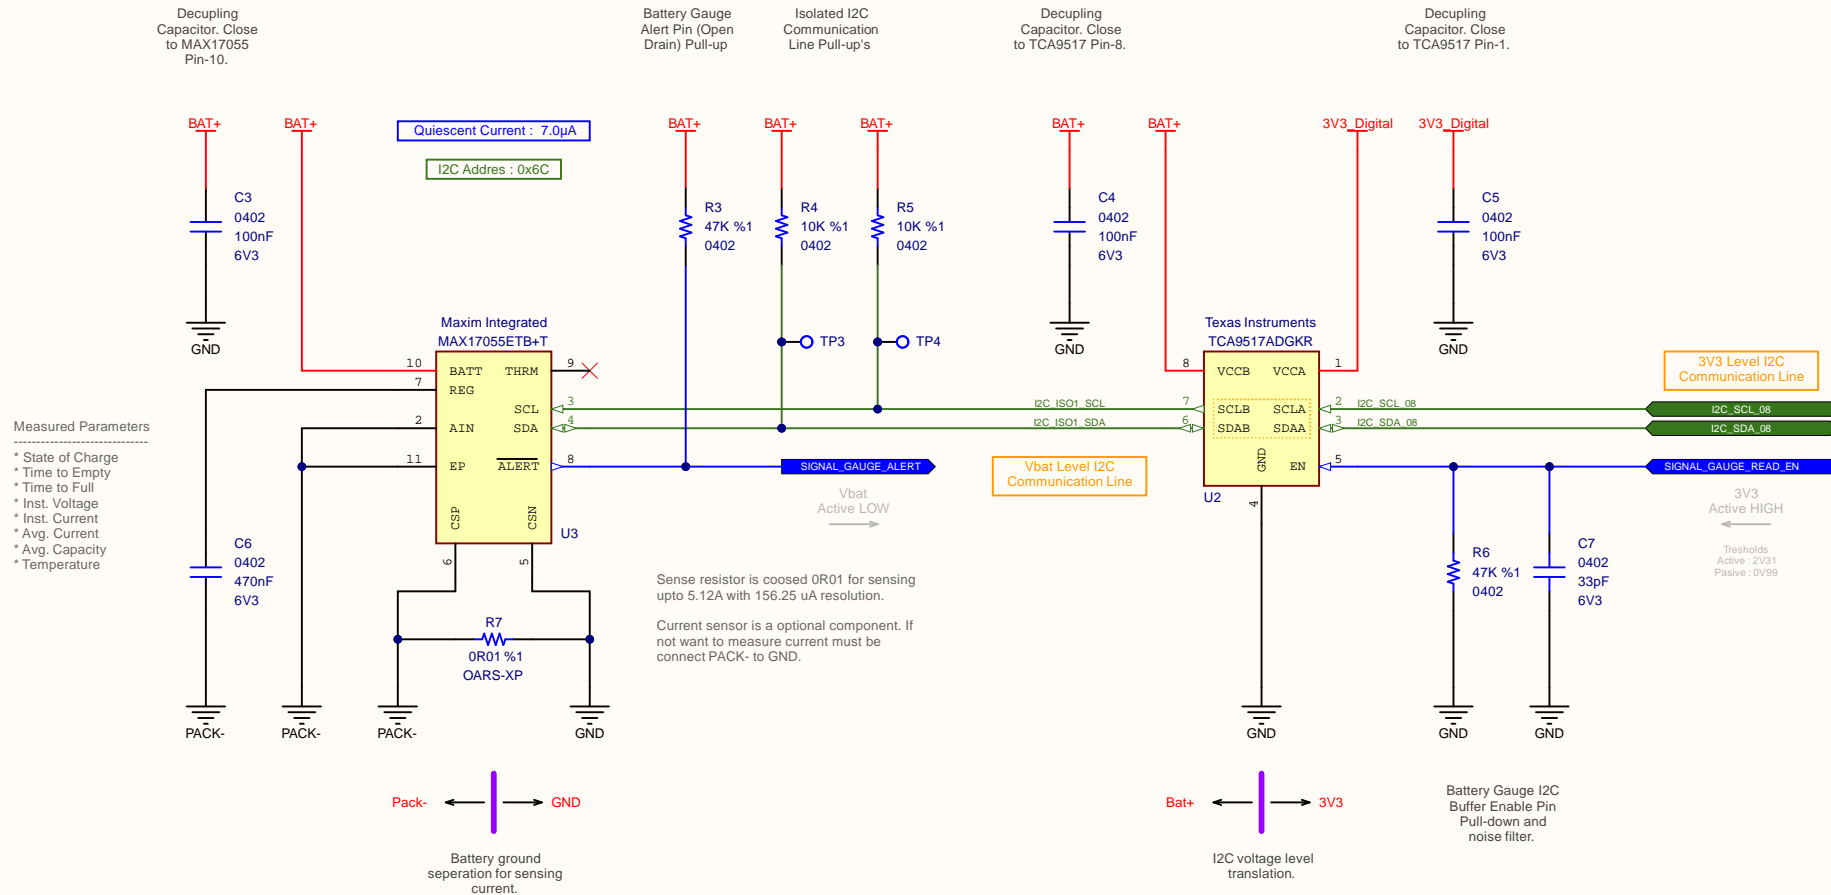 Decupling
Capacitor. Close
to MAX17055
Pin-10.
Battery Gauge
Alert Pin (Open
Drain) Pull-up
Isolated I2C
Communication
Line Pull-up's
Decupling
Capacitor. Close
to TCA9517 Pin-8.
Decupling
Capacitor. Close
to TCA9517 Pin-1.
BAT+
BAT+
Quiescent Current : 7.0µA
I2C Addres : 0x6C
BAT+
BAT+
BAT+
BAT+
BAT+
3V3_Digital
3V3_Digital
C3
0402
100nF
6V3
GND
R3
47K %1
0402
R4
10K %1
0402
R5
10K %1
0402
C4
0402
100nF
6V3
GND
C5
0402
100nF
6V3
GND
TP3
TP4
Maxim Integrated
MAX17055ETB+T
10
BATT
THRM
9
7
REG
SCL
3
2
AIN
SDA
4
11
EP
ALERT
8
CSP
CSN
U3
6
5
I2C_ISO1_SCL
I2C_ISO1_SDA
SIGNAL_GAUGE_ALERT
Vbat
Active LOW
Vbat Level I2C
Communication Line
Texas Instruments
TCA9517ADGKR
8
VCCB
VCCA
1
7
SCLB
SCLA
2
6
SDAB
SDAA
3
GND
EN
5
4
U2
GND
I2C_SCL_08
I2C_SDA_08
3V3 Level I2C
Communication Line
I2C_SCL_08
I2C_SDA_08
SIGNAL_GAUGE_READ_EN
3V3
Active HIGH
Tresholds
Active : 2V31
Pasive : 0V99
R6
47K %1
0402
GND
C7
0402
33pF
6V3
GND
Measured Parameters
-------------------------------
* State of Charge
* Time to Empty
* Time to Full
* Inst. Voltage
* Inst. Current
* Avg. Current
* Avg. Capacity
* Temperature
C6
0402
470nF
6V3
PACK-
PACK-
PACK-
R7
0R01 %1
OARS-XP
GND
Sense resistor is coosed 0R01 for sensing
upto 5.12A with 156.25 uA resolution.
Current sensor is a optional component. If
not want to measure current must be
connect PACK- to GND.
Pack-
GND
Battery ground
seperation for sensing
current.
Bat+
3V3
I2C voltage level
translation.
Battery Gauge I2C
Buffer Enable Pin
Pull-down and
noise filter.